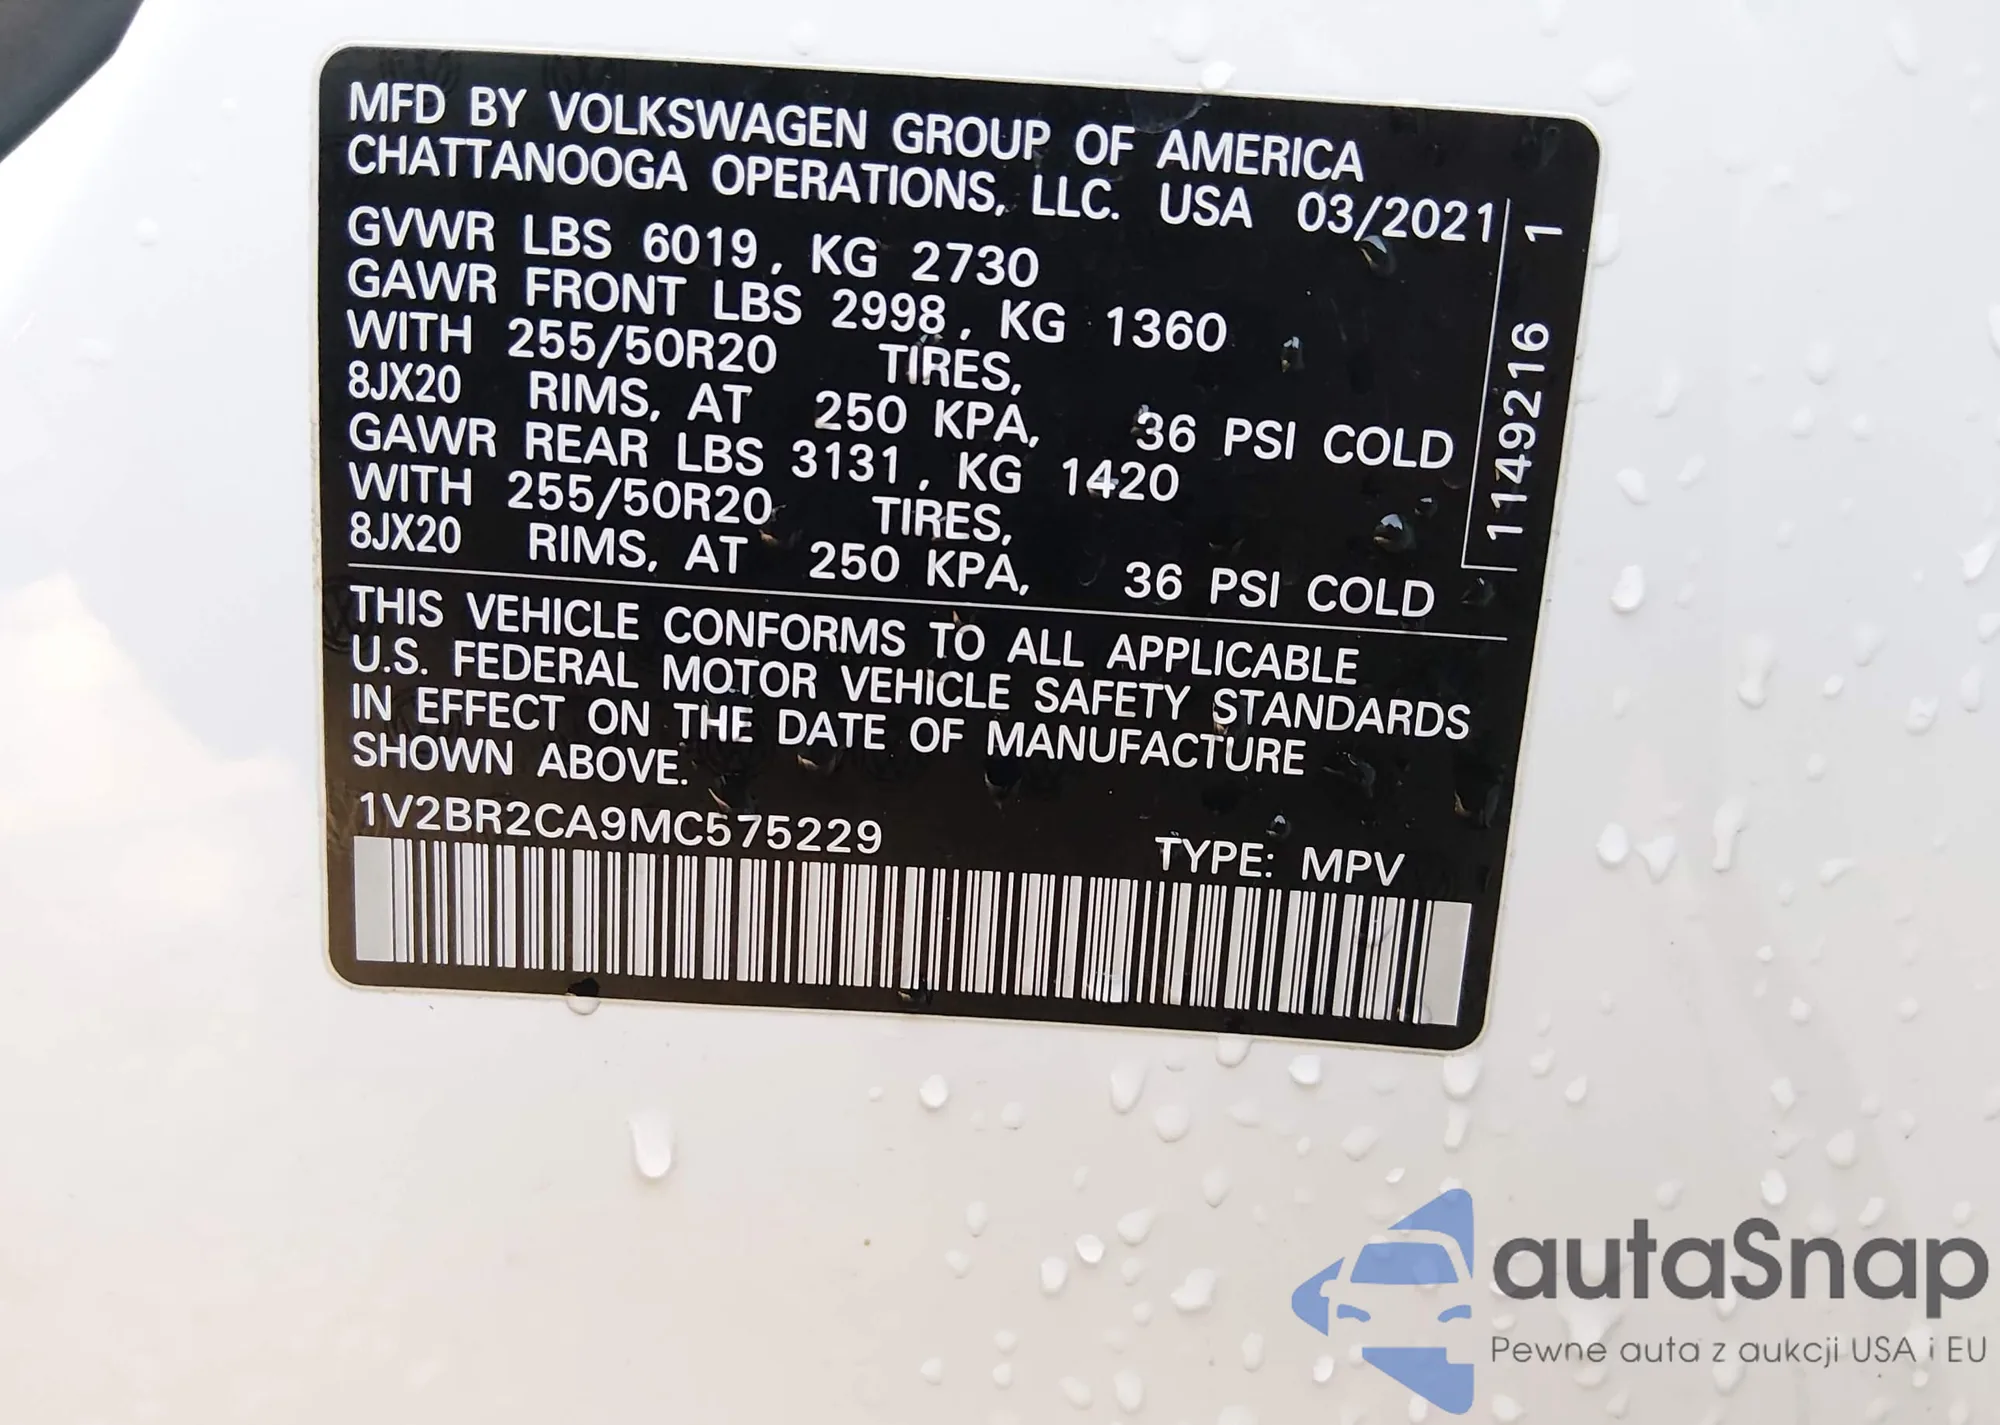 MFD BY VOLKSWAGEN GROUP OF AMERICA
CHATTANOOGA OPERATIONS, LLC. USA 03/2021
GVWR LBS 6019, KG 2730
GAWR FRONT LBS 2998, KG 1360
WITH 255/50R20 TIRES,
8JX20 RIMS, AT 250 KPA, 36 PSI COLD
GAWR REAR LBS 3131, KG 1420
WITH 255/50R20 TIRES,
8JX20 RIMS, AT 250 KPA, 36 PSI COLD
1149216 1
THIS VEHICLE CONFORMS TO ALL APPLICABLE
U.S. FEDERAL MOTOR VEHICLE SAFETY STANDARDS
IN EFFECT ON THE DATE OF MANUFACTURE
SHOWN ABOVE.
1V2BR2CA9MC575229
TYPE: MPV
autaSnap
Pewne auta z aukcji USA i EU